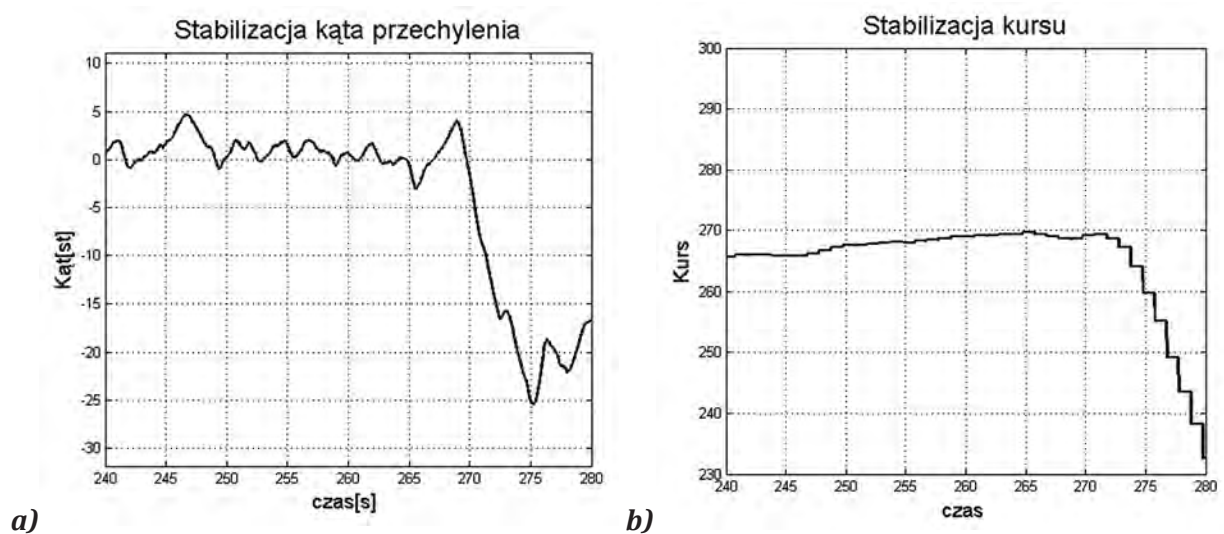 Stabilizacja kąta przechylenia
10
5
0
-5
-10
-15
-20
-25
-30
Kąt[st]
240 245 250 255 260 265 270 275 280
czas[s]
a)
Stabilizacja kursu
300
290
280
270
260
250
240
230
Kurs
240 245 250 255 260 265 270 275 280
czas
b)